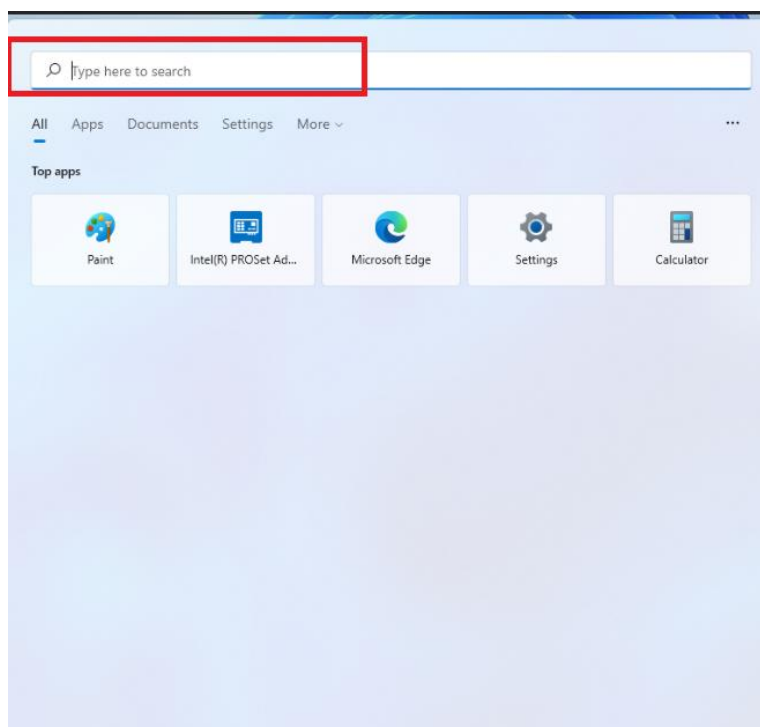 Type here to search
All Apps Documents Settings More
Top apps
Paint Intel(R) PROSet Ad... Microsoft Edge Settings Calculator